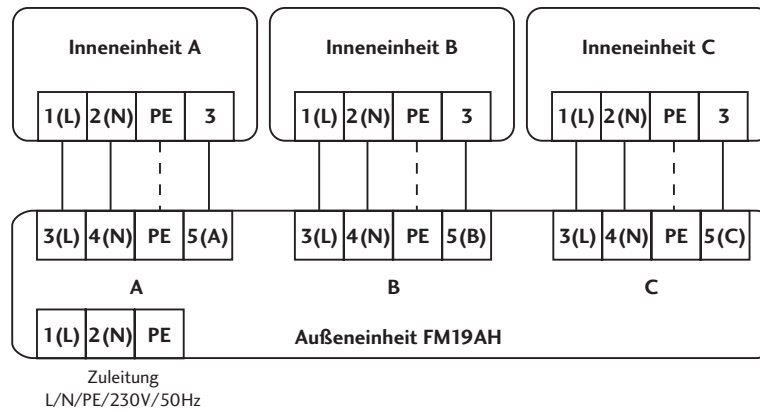 Inneneinheit A
Inneneinheit B
Inneneinheit C
1(L) 2(N) PE 3
1(L) 2(N) PE 3
1(L) 2(N) PE 3
3(L) 4(N) PE 5(A)
3(L) 4(N) PE 5(B)
3(L) 4(N) PE 5(C)
A
B
C
1(L) 2(N) PE
Außeneinheit FM19AH
Zuleitung
L/N/PE/230V/50Hz